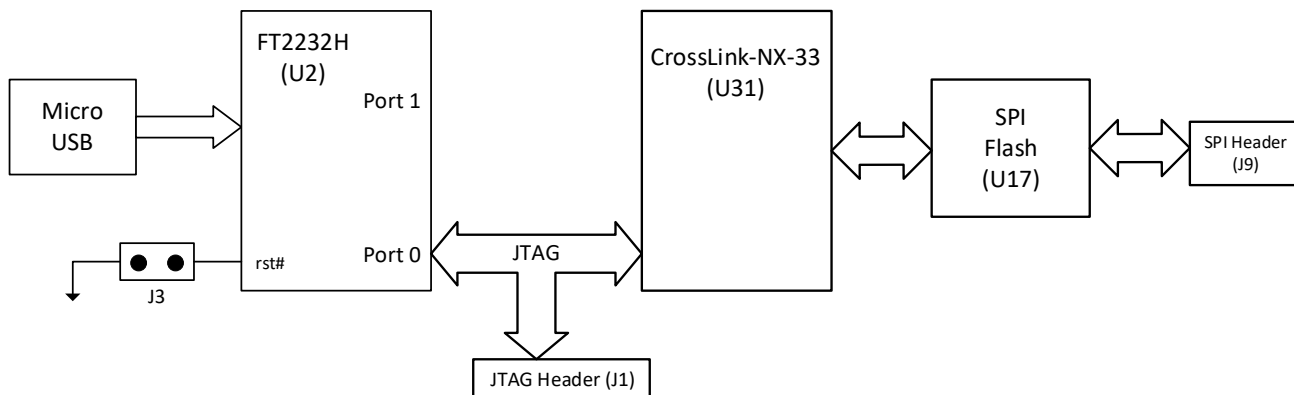 FT2232H
(U2)
CrossLink-NX-33
(U31)
Micro
USB
Port 1
SPI
Flash
(U17)
SPI Header
(J9)
rst#
Port 0
JTAG
J3
JTAG Header (J1)